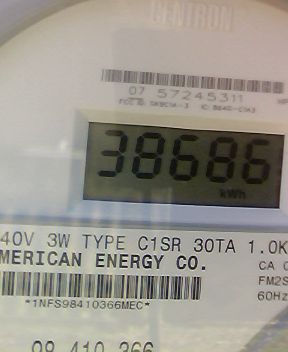 CENTRON
07 57245311
38686
kWh
40V 3W TYPE C1SR 30TA 1.0K
MERICAN ENERGY CO.
CA
FM2S
60Hz
*1NFS98410366MEC*
98 410 366